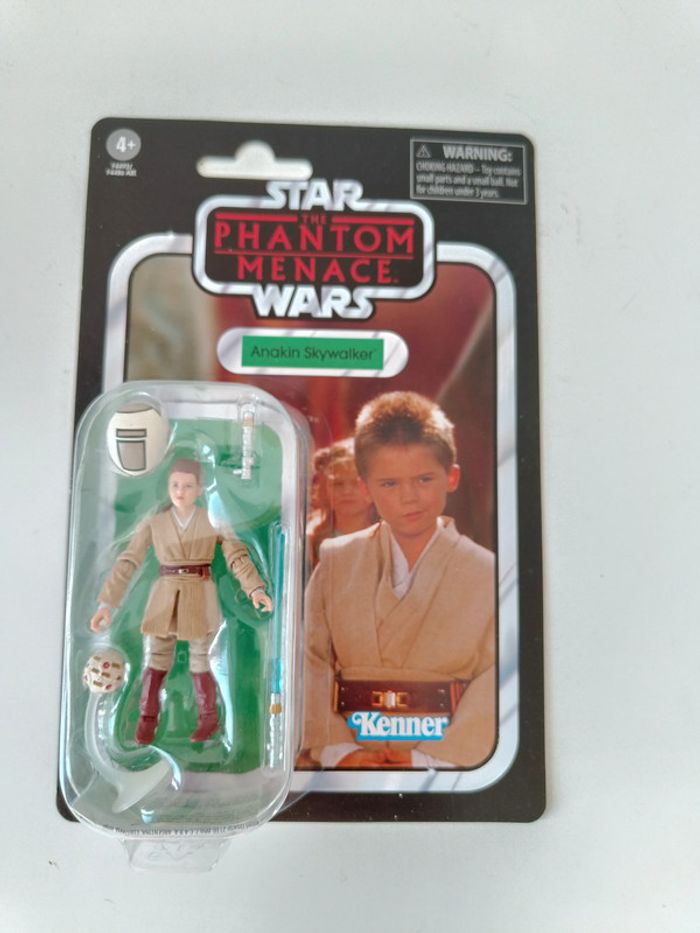 4+
WARNING:
CHOKING HAZARD – Toy contains
small parts and a small ball. Not
for children under 3 years.
STAR
THE
PHANTOM
MENACE
WARS
Anakin Skywalker™
Kenner